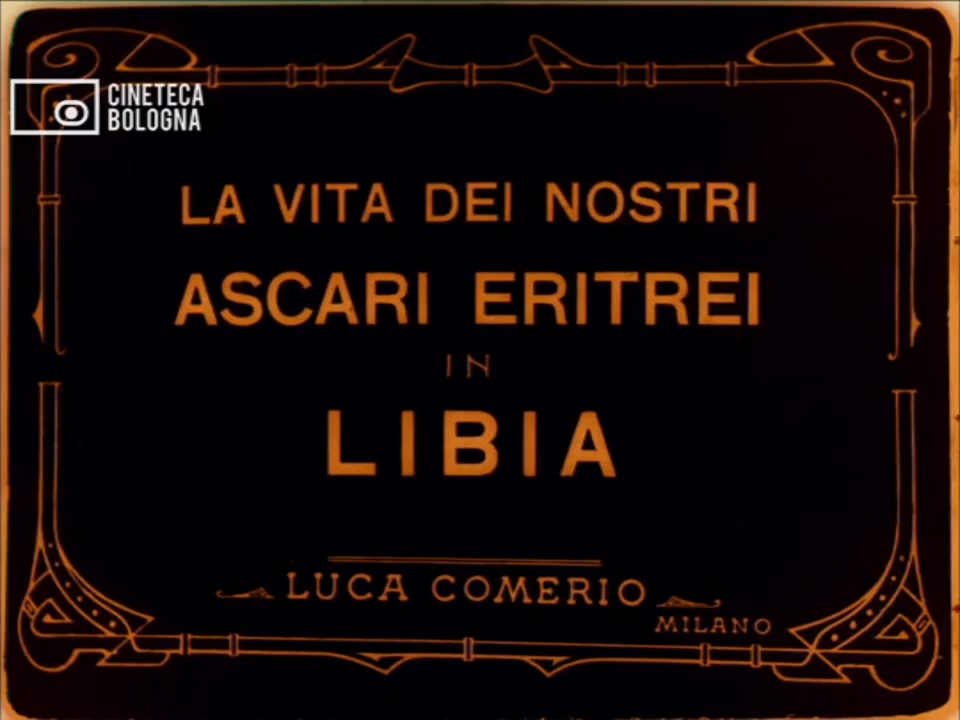 CINETECA
BOLOGNA
LA VITA DEI NOSTRI
ASCARI ERITREI
IN
LIBIA
LUCA COMERIO
MILANO